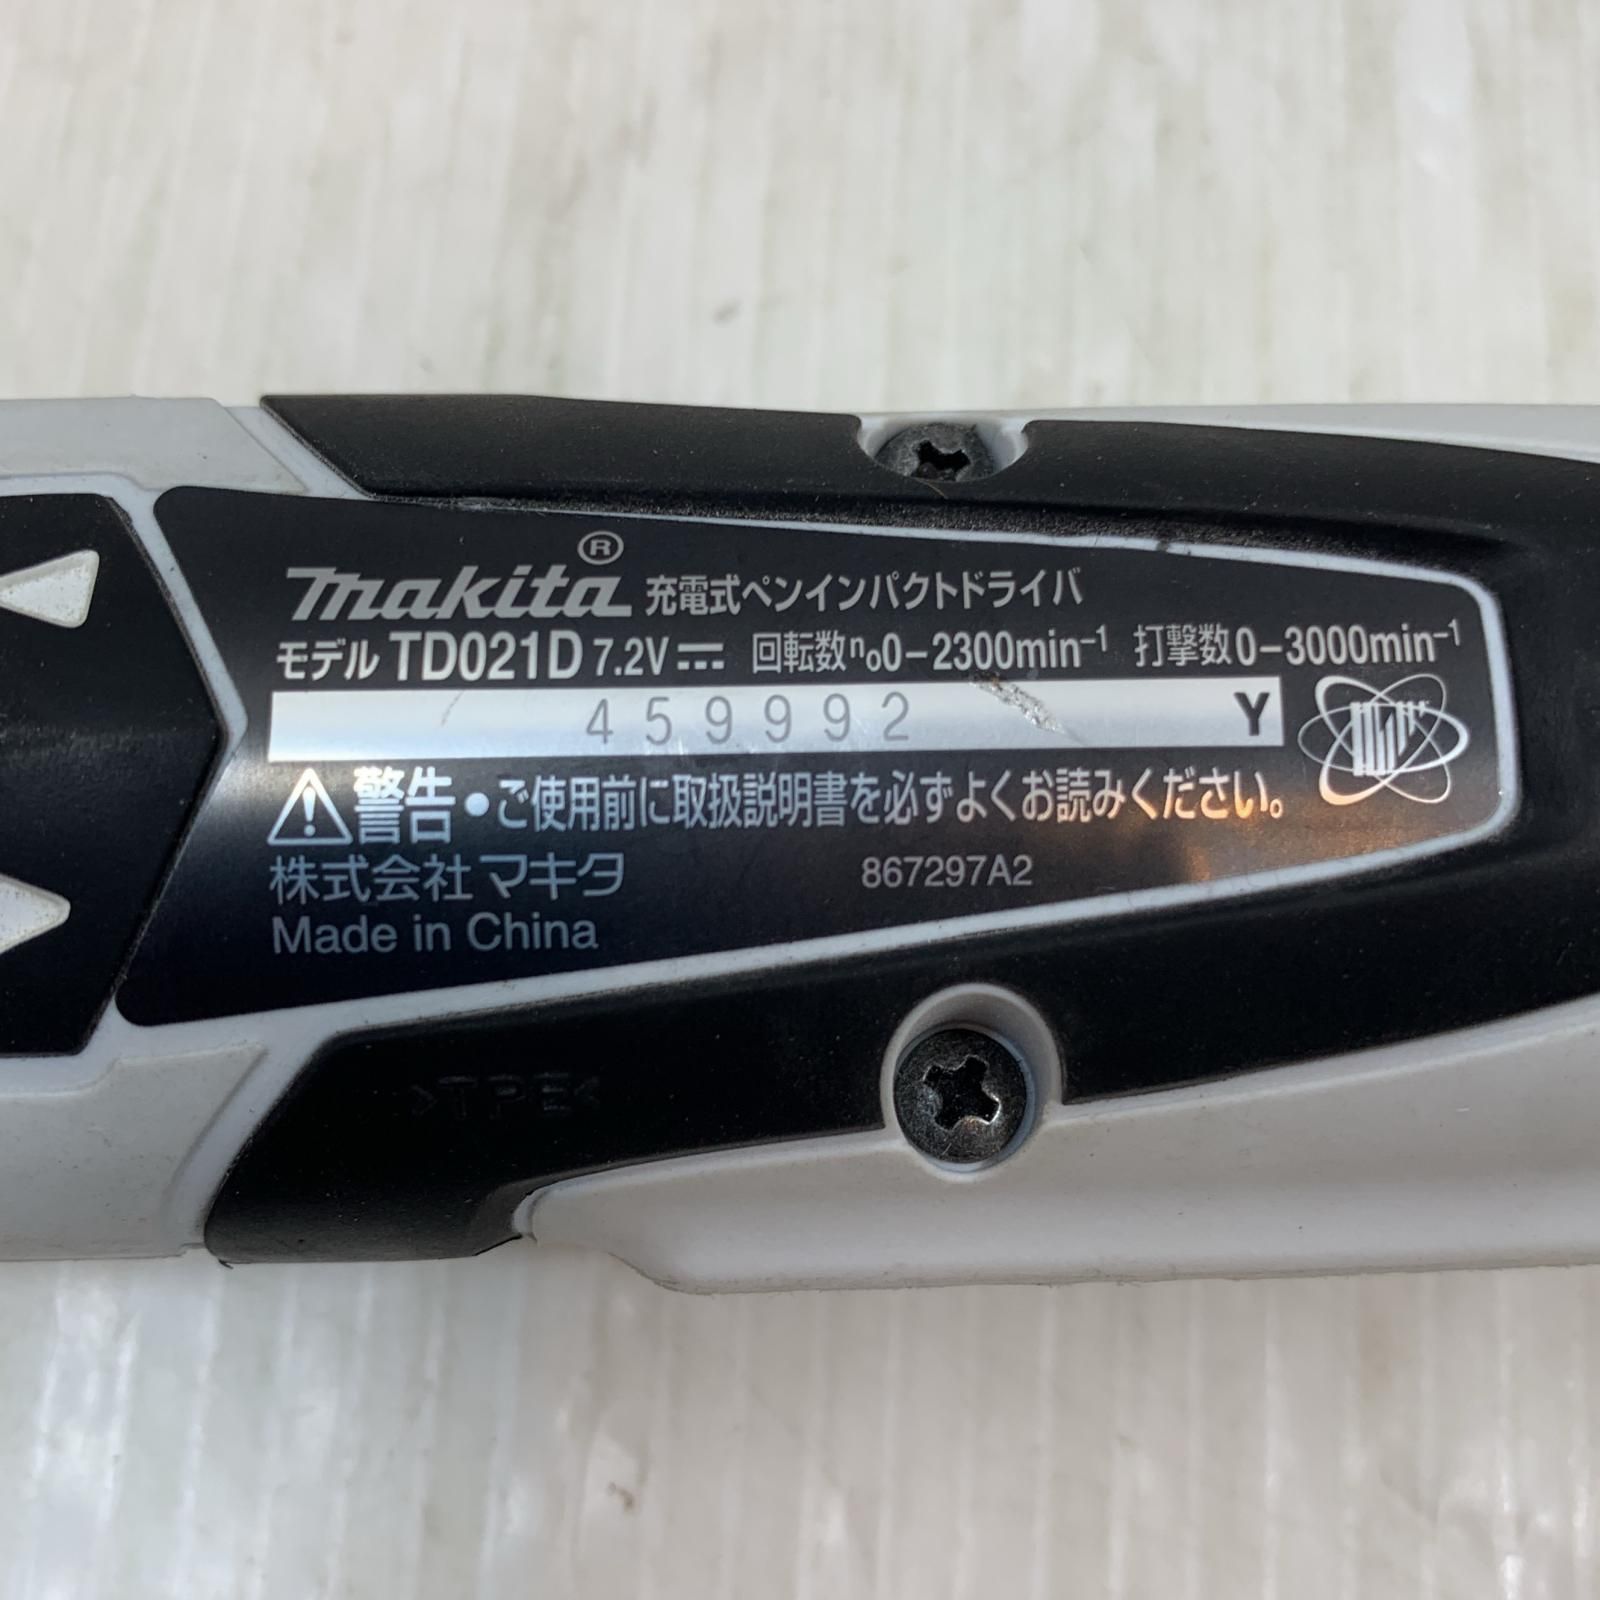 makita® 充電式ペンインパクトドライバ
モデル TD021D 7.2V⎓ 回転数n₀0–2300min⁻¹ 打撃数0–3000min⁻¹
459992 Y
⚠警告・ご使用前に取扱説明書を必ずよくお読みください。
株式会社マキタ 867297A2
Made in China
>TPE<